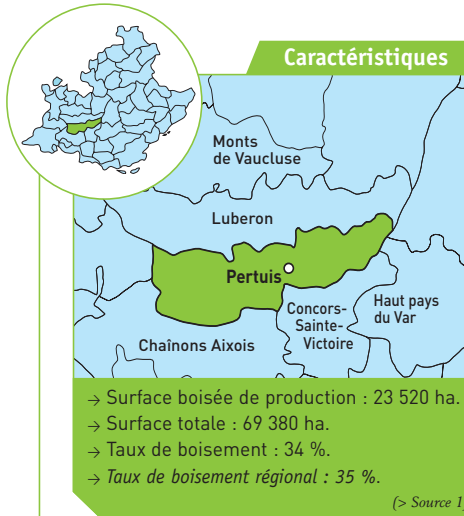 Caractéristiques
Monts
de Vaucluse
Luberon
Pertuis
Concors-
Sainte-
Victoire
Haut pays
du Var
Chaînons Aixois
→ Surface boisée de production : 23 520 ha.
→ Surface totale : 69 380 ha.
→ Taux de boisement : 34 %.
→ Taux de boisement régional : 35 %.
(> Source 1)